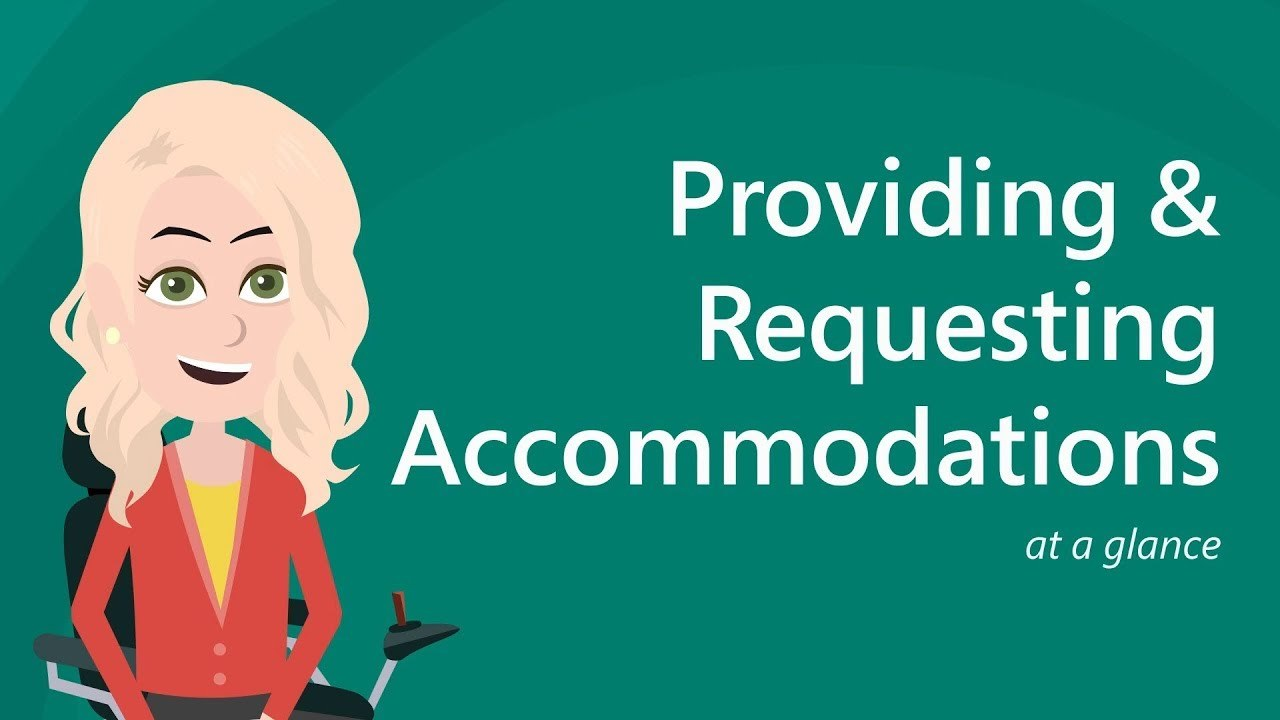 Providing &
Requesting
Accommodations
at a glance